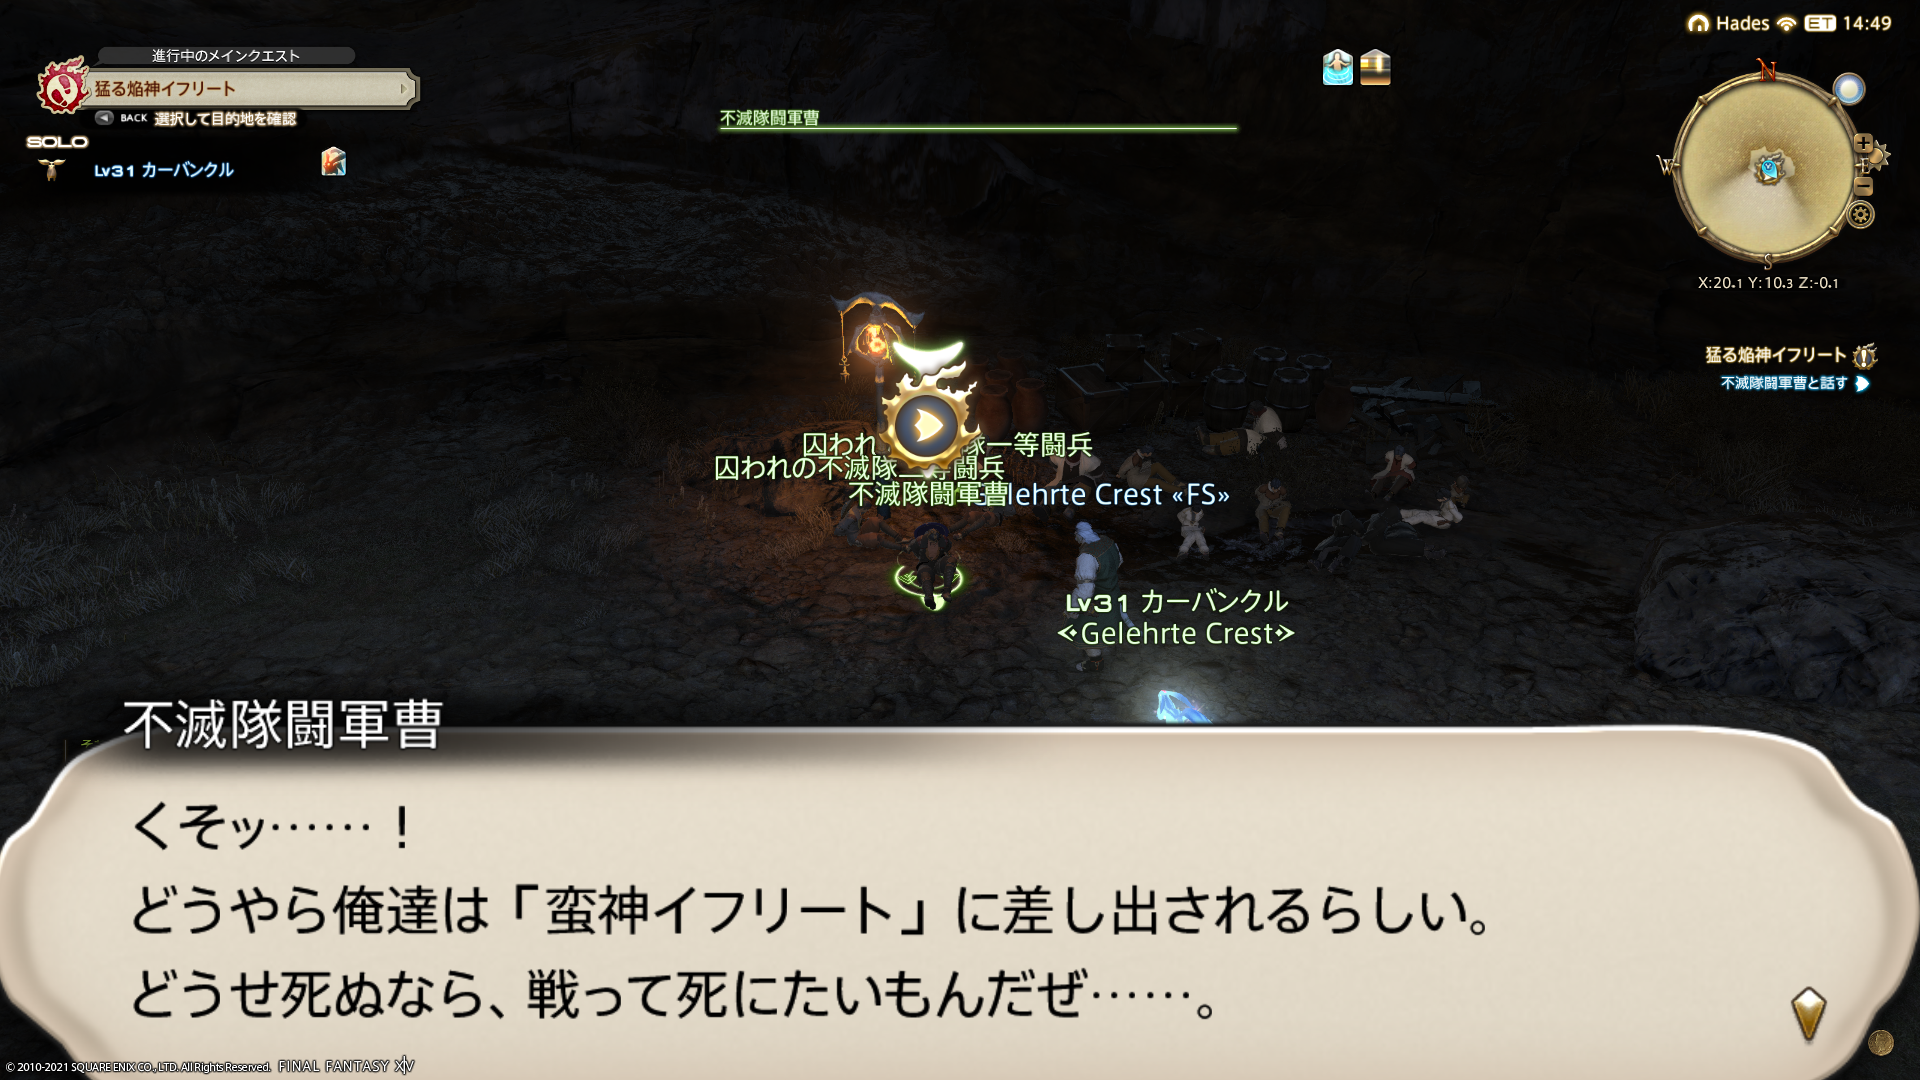 Hades ET 14:49
進行中のメインクエスト
猛る焔神イフリート
BACK 選択して目的地を確認
SOLO
Lv31 カーバンクル
不滅隊闘軍曹
N
W
E
S
X:20.1 Y:10.3 Z:-0.1
猛る焔神イフリート
不滅隊闘軍曹と話す
囚われ 隊一等闘兵
囚われの不滅隊二等闘兵
不滅隊闘軍曹
lehrte Crest «FS»
Lv31 カーバンクル
Gelehrte Crest
不滅隊闘軍曹
くそッ……！
どうやら俺達は「蛮神イフリート」に差し出されるらしい。
どうせ死ぬなら、戦って死にたいもんだぜ……。
© 2010-2021 SQUARE ENIX CO., LTD. All Rights Reserved. FINAL FANTASY XIV